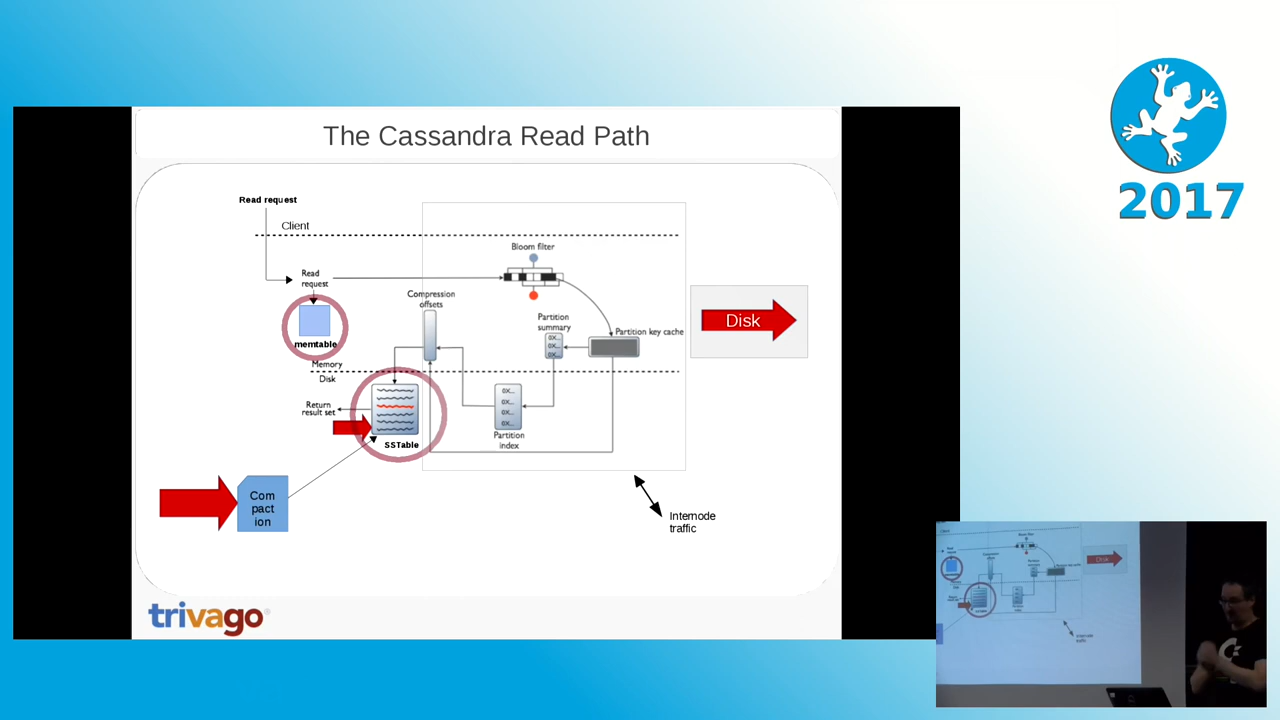 The Cassandra Read Path
Read request
Client
Bloom filter
Read
request
Compression
offsets
Partition
summary
Partition key cache
0X...
0X...
0X...
memtable
Memory
Disk
Return
result set
SSTable
0X...
0X...
0X...
0X...
Partition
index
Com
pact
ion
Internode
traffic
Disk
trivago
2017